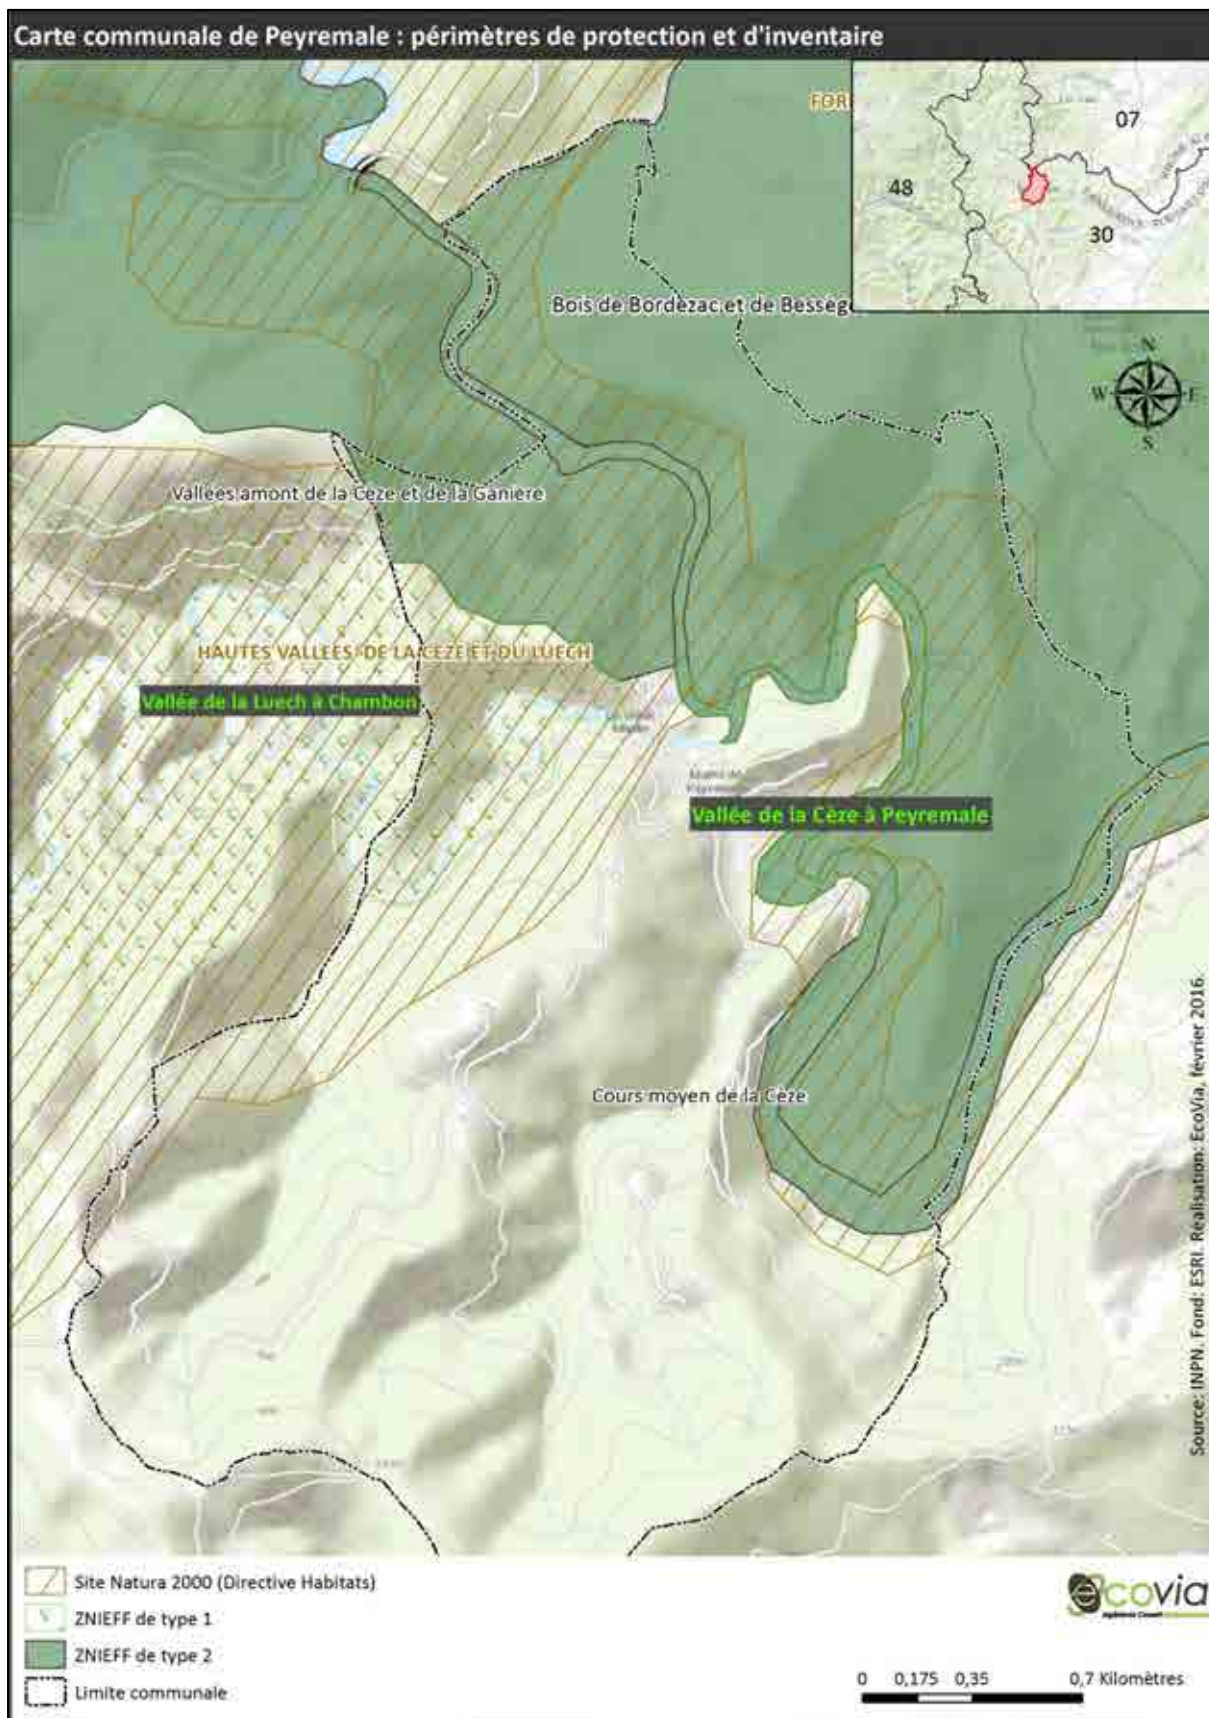 Carte communale de Peyremale : périmètres de protection et d'inventaire
FOR
07
48
30
Bois de Bordezac et de Bessège
N
W E
S
Vallées amont de la Cèze et de la Ganière
HAUTES VALLEES DE LA CEZE ET DU LUECH
Vallée de la Luech à Chambon
Vallée de la Cèze à Peyremale
Cours moyen de la Cèze
Source: INPN. Fond: ESRI. Réalisation: EcoVia, février 2016.
Site Natura 2000 (Directive Habitats)
ZNIEFF de type 1
ZNIEFF de type 2
Limite communale
ecovia
0 0,175 0,35 0,7 Kilomètres